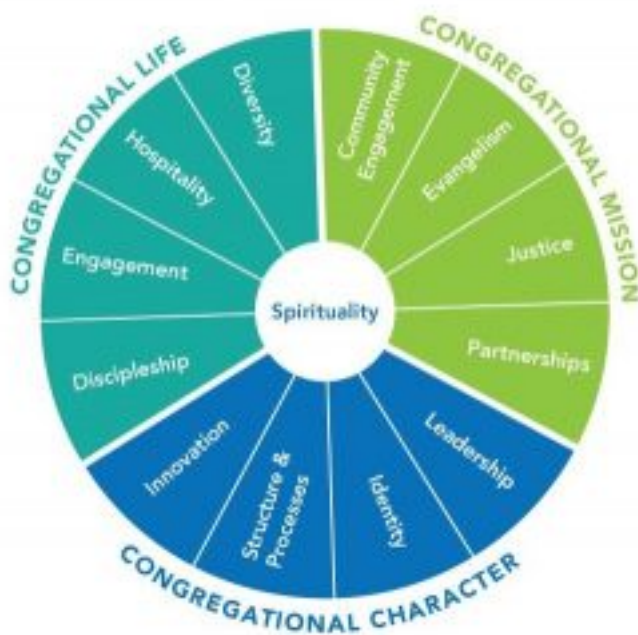 CONGREGATIONAL LIFE
Diversity
Hospitality
Engagement
Discipleship
CONGREGATIONAL MISSION
Community
Engagement
Evangelism
Justice
Partnerships
Spirituality
CONGREGATIONAL CHARACTER
Innovation
Structure &
Processes
Identity
Leadership